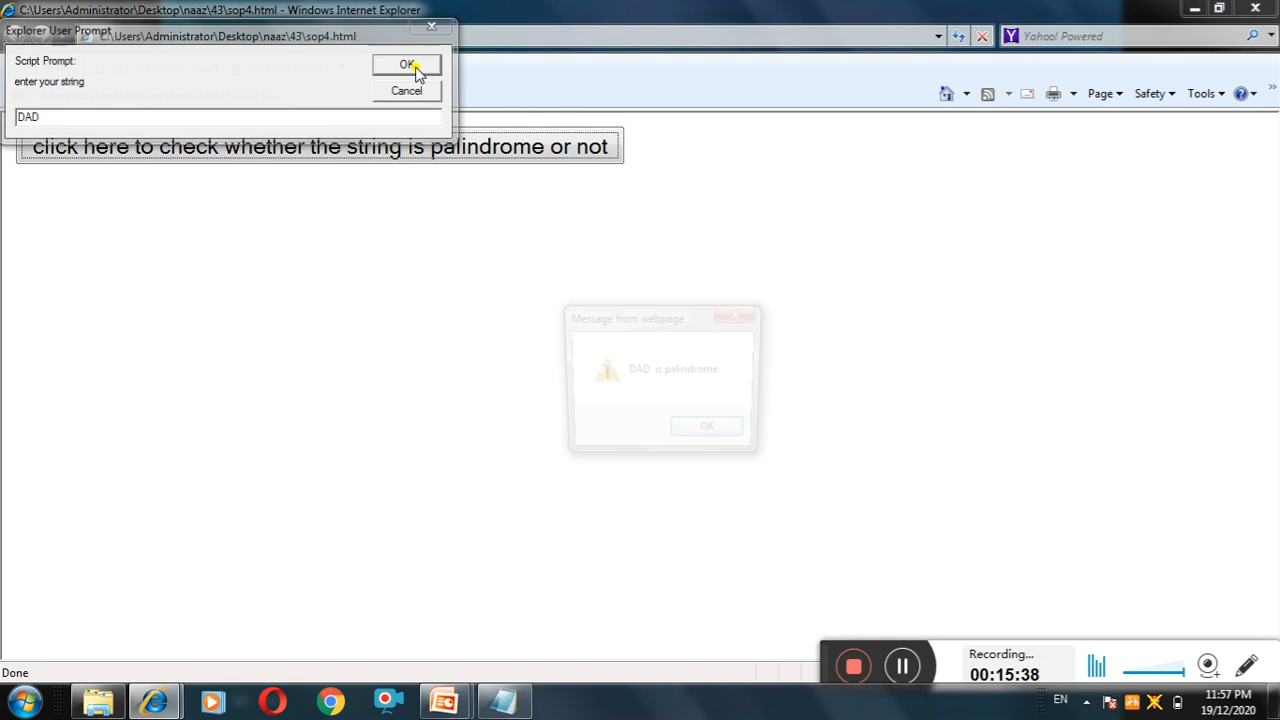 C:\Users\Administrator\Desktop\naaz\43\sop4.html - Windows Internet Explorer
Explorer User Prompt
C:\Users\Administrator\Desktop\naaz\43\sop4.html
Yahoo! Powered
Script Prompt:
OK
enter your string
Cancel
Page
Safety
Tools
DAD
click here to check whether the string is palindrome or not
Message from webpage
DAD is palindrome.
OK
Recording...
00:15:38
Done
EN
11:57 PM
19/12/2020